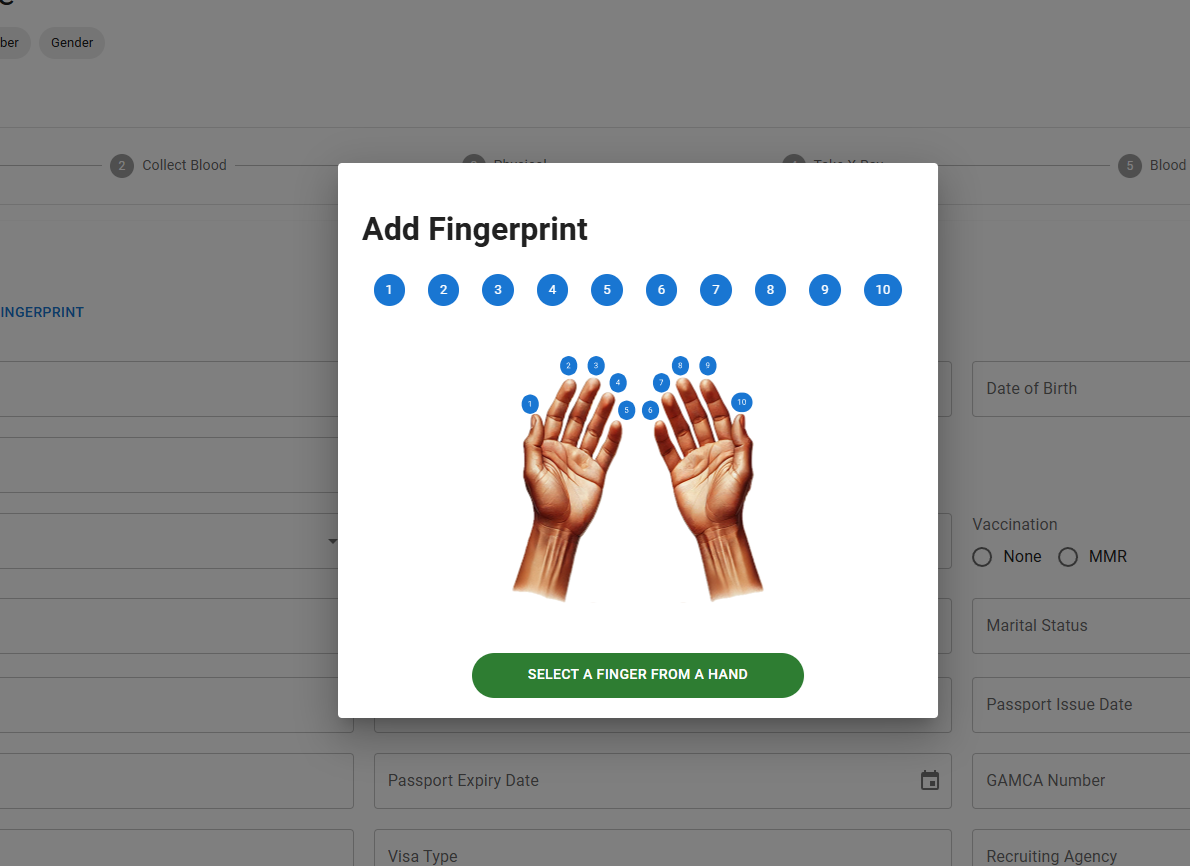 ber
Gender
2 Collect Blood
5 Blood
Add Fingerprint
1 2 3 4 5 6 7 8 9 10
INGERPRINT
2 3 8 9
4 7
1 10
5 6
Date of Birth
Vaccination
None MMR
Marital Status
SELECT A FINGER FROM A HAND
Passport Issue Date
Passport Expiry Date
GAMCA Number
Visa Type
Recruiting Agency